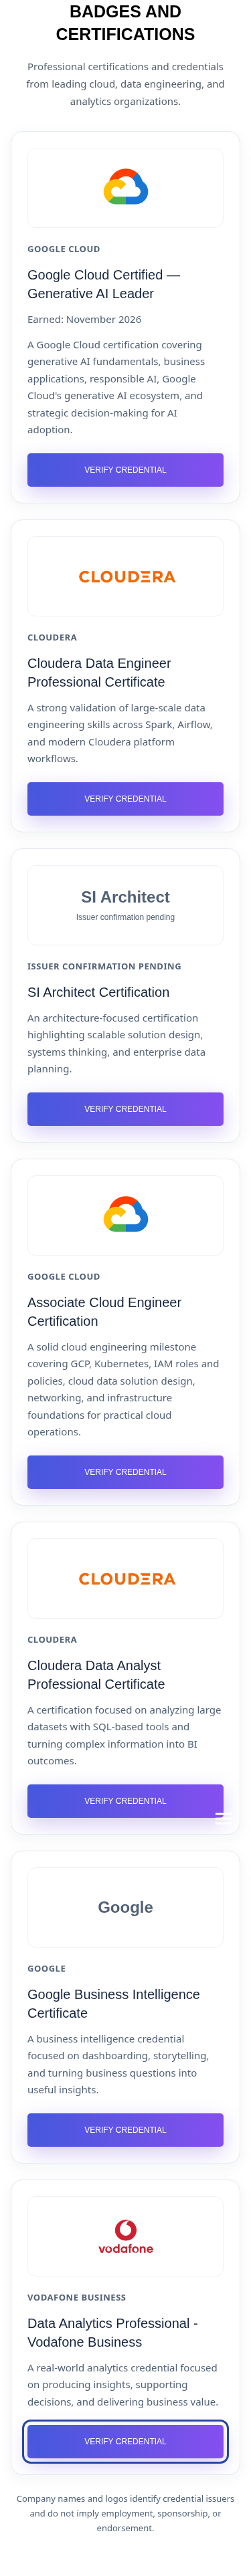 BADGES AND
CERTIFICATIONS
Professional certifications and credentials
from leading cloud, data engineering, and
analytics organizations.
GOOGLE CLOUD
Google Cloud Certified —
Generative AI Leader
Earned: November 2026
A Google Cloud certification covering
generative AI fundamentals, business
applications, responsible AI, Google
Cloud's generative AI ecosystem, and
strategic decision-making for AI
adoption.
VERIFY CREDENTIAL
CLOUDERA
CLOUDERA
Cloudera Data Engineer
Professional Certificate
A strong validation of large-scale data
engineering skills across Spark, Airflow,
and modern Cloudera platform
workflows.
VERIFY CREDENTIAL
SI Architect
Issuer confirmation pending
ISSUER CONFIRMATION PENDING
SI Architect Certification
An architecture-focused certification
highlighting scalable solution design,
systems thinking, and enterprise data
planning.
VERIFY CREDENTIAL
GOOGLE CLOUD
Associate Cloud Engineer
Certification
A solid cloud engineering milestone
covering GCP, Kubernetes, IAM roles and
policies, cloud data solution design,
networking, and infrastructure
foundations for practical cloud
operations.
VERIFY CREDENTIAL
CLOUDERA
CLOUDERA
Cloudera Data Analyst
Professional Certificate
A certification focused on analyzing large
datasets with SQL-based tools and
turning complex information into BI
outcomes.
VERIFY CREDENTIAL
Google
GOOGLE
Google Business Intelligence
Certificate
A business intelligence credential
focused on dashboarding, storytelling,
and turning business questions into
useful insights.
VERIFY CREDENTIAL
vodafone
VODAFONE BUSINESS
Data Analytics Professional -
Vodafone Business
A real-world analytics credential focused
on producing insights, supporting
decisions, and delivering business value.
VERIFY CREDENTIAL
Company names and logos identify credential issuers
and do not imply employment, sponsorship, or
endorsement.